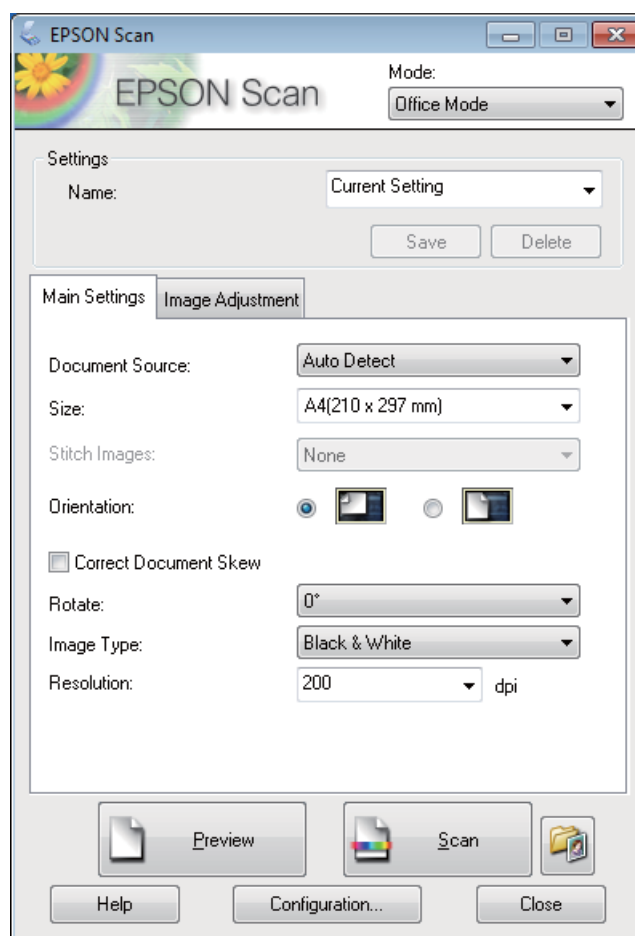 EPSON Scan
EPSON Scan
Mode:
Office Mode
Settings
Name:
Current Setting
Save
Delete
Main Settings
Image Adjustment
Document Source:
Auto Detect
Size:
A4(210 x 297 mm)
Stitch Images:
None
Orientation:
Correct Document Skew
Rotate:
0°
Image Type:
Black & White
Resolution:
200
dpi
Preview
Scan
Help
Configuration...
Close